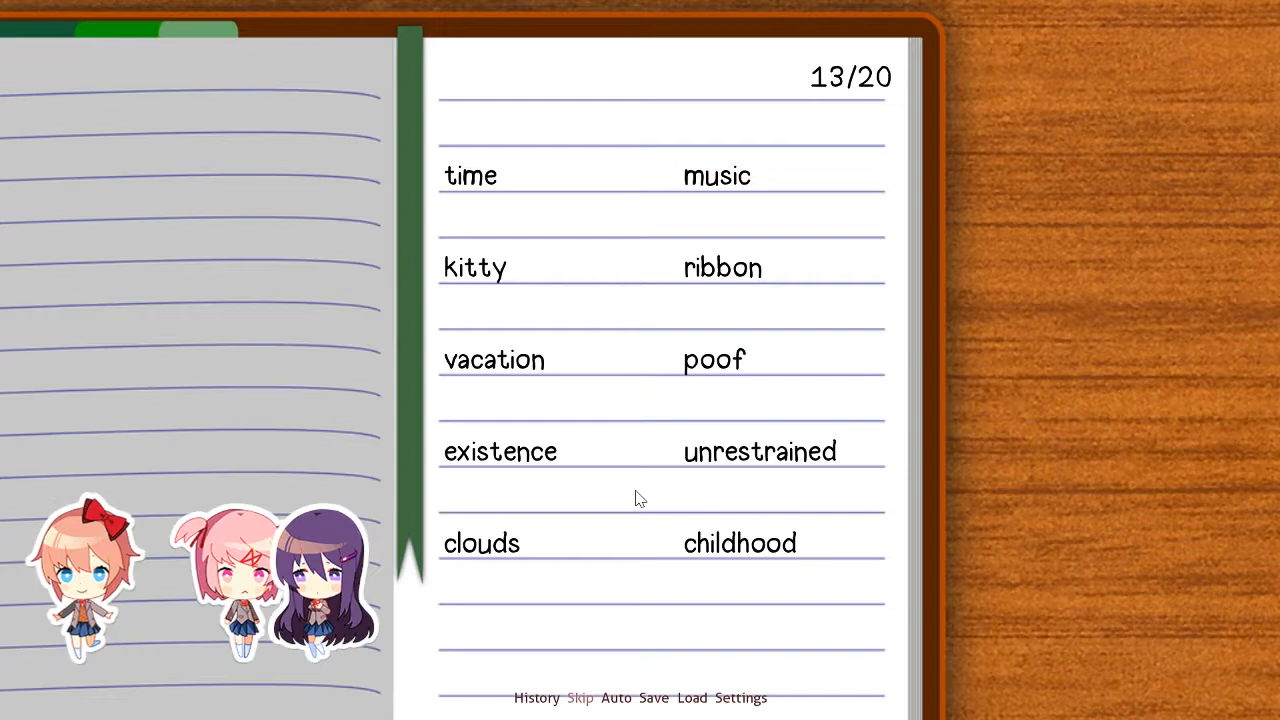 13/20
time music
kitty ribbon
vacation poof
existence unrestrained
clouds childhood
History Skip Auto Save Load Settings